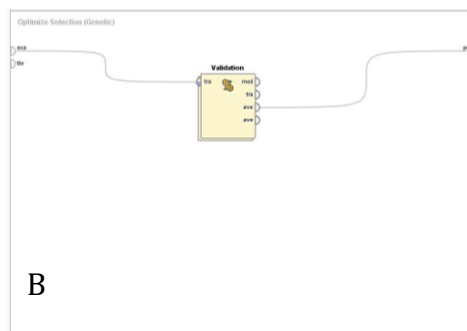 Optimize Selection (Genetic)
exa
thr
Validation
tra
mod
tra
ave
ave
B